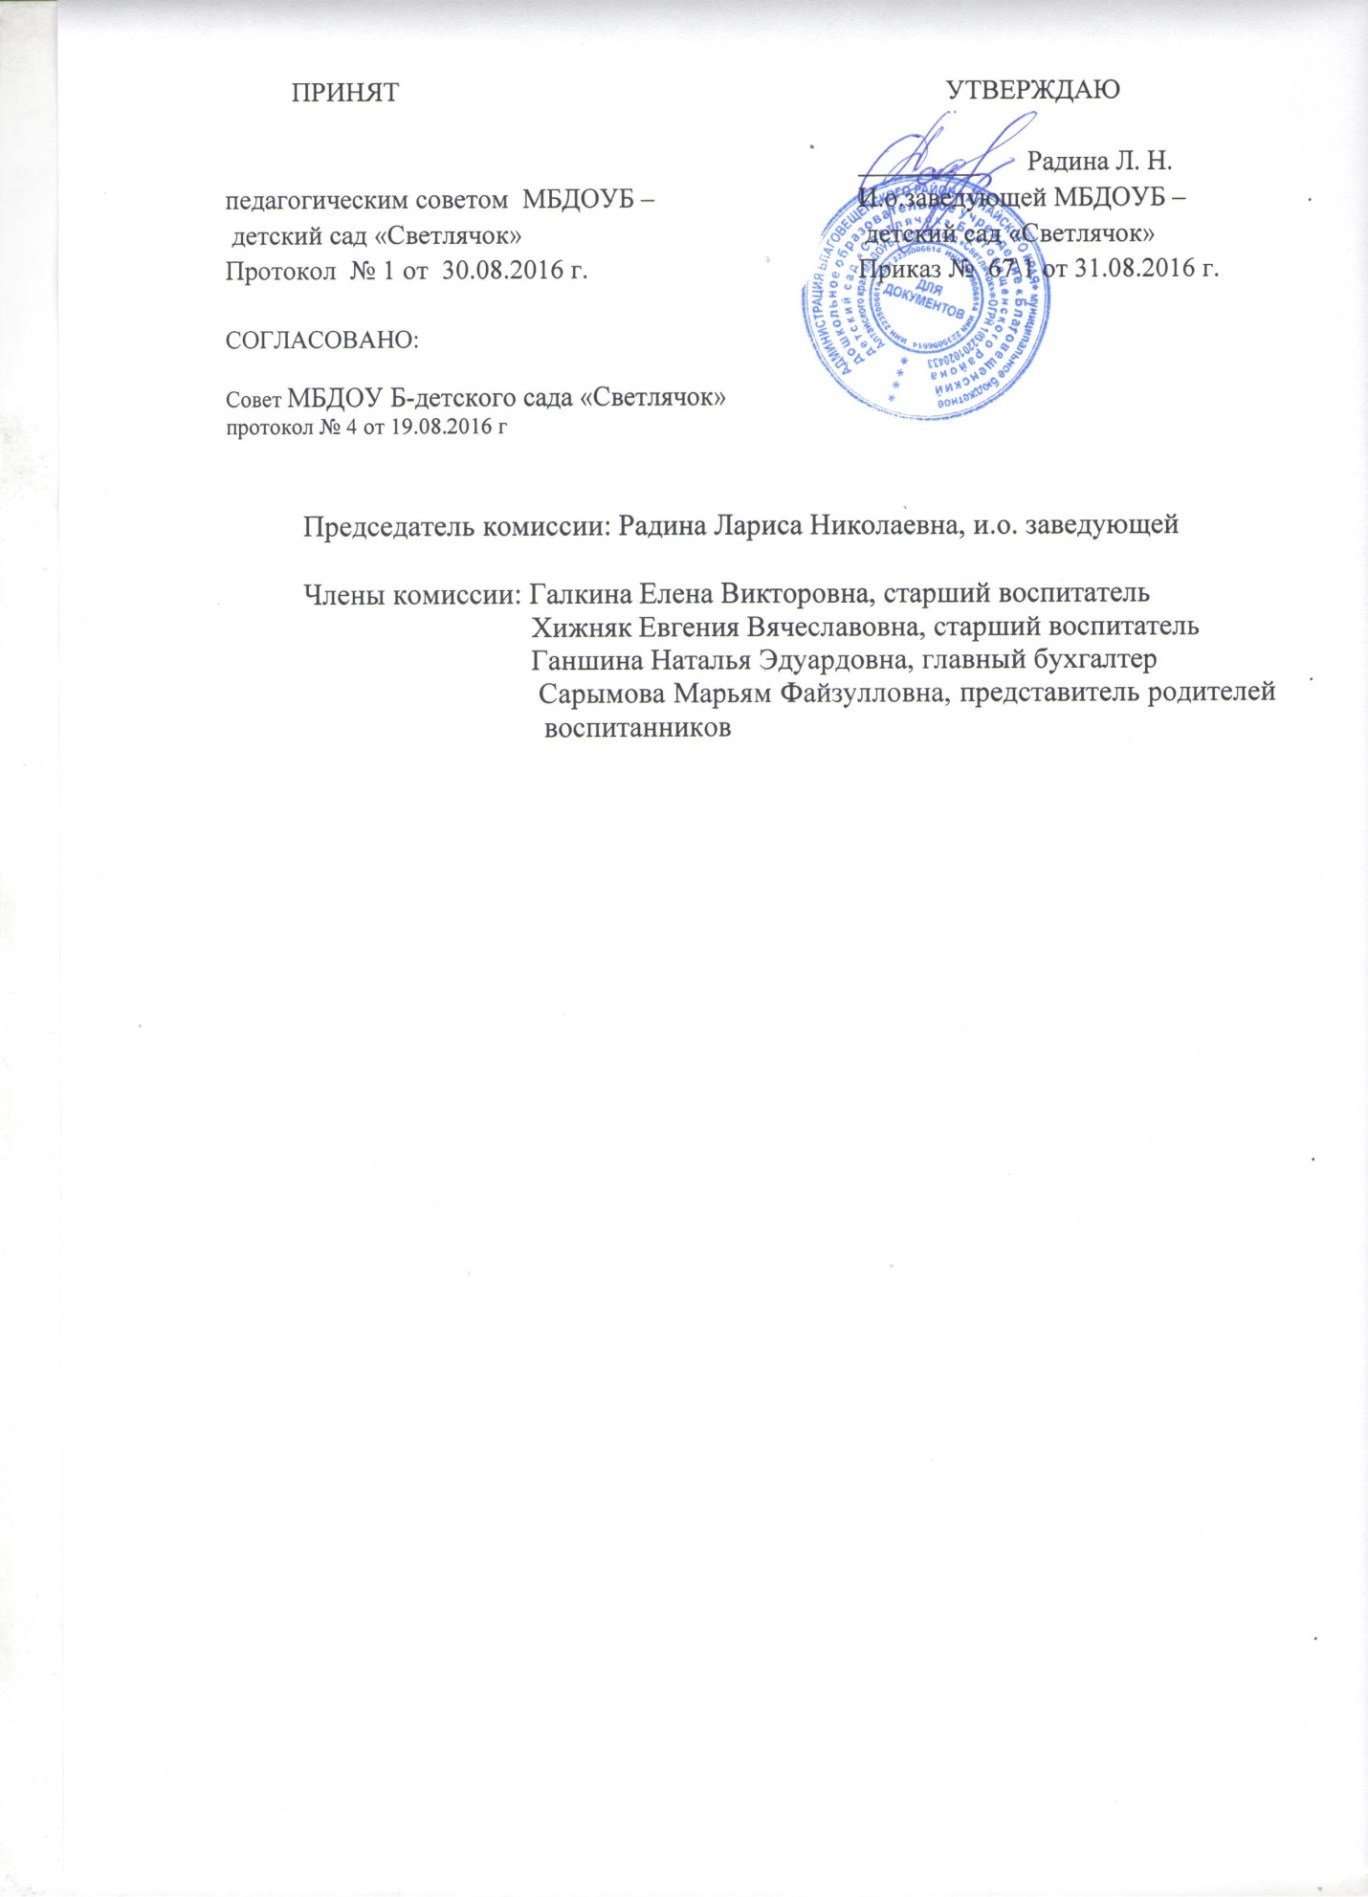 ПРИНЯТ
УТВЕРЖДАЮ
Радина Л. Н.
педагогическим советом МБДОУБ –
И.о.заведующей МБДОУБ –
детский сад «Светлячок»
детский сад «Светлячок»
Протокол № 1 от 30.08.2016 г.
Приказ № 67\1 от 31.08.2016 г.
ДЛЯ
ДОКУМЕНТОВ
СОГЛАСОВАНО:
Совет МБДОУ Б-детского сада «Светлячок»
протокол № 4 от 19.08.2016 г
Председатель комиссии: Радина Лариса Николаевна, и.о. заведующей
Члены комиссии: Галкина Елена Викторовна, старший воспитатель
Хижняк Евгения Вячеславовна, старший воспитатель
Ганшина Наталья Эдуардовна, главный бухгалтер
Сарымова Марьям Файзулловна, представитель родителей
воспитанников